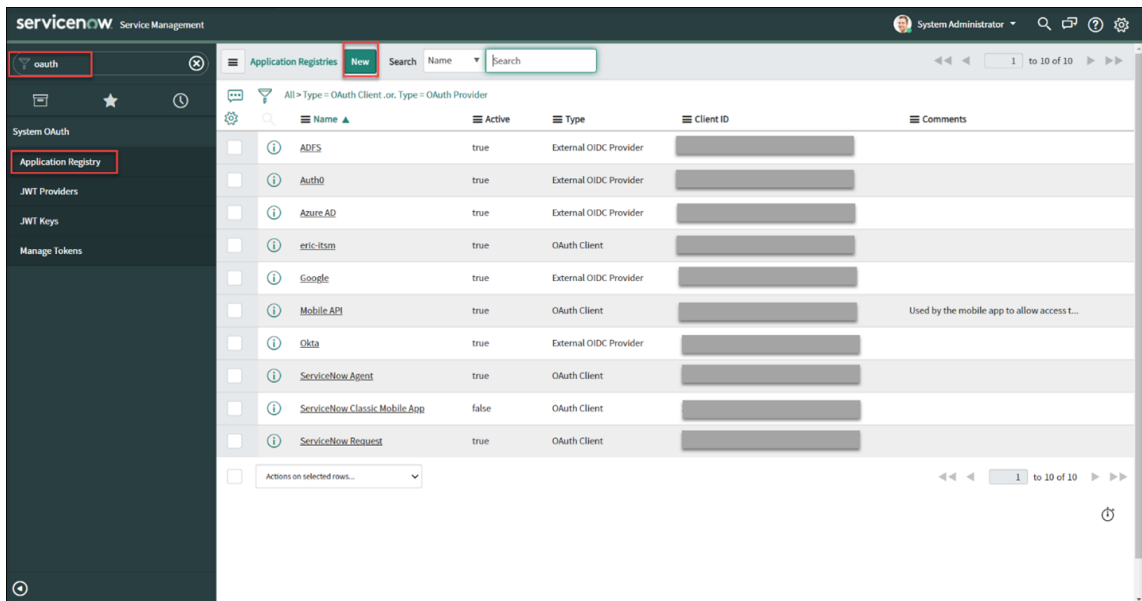 servicenow Service Management
System Administrator
oauth
Application Registries New Search Name Search
1 to 10 of 10
All > Type = OAuth Client .or. Type = OAuth Provider
System OAuth
Application Registry
JWT Providers
JWT Keys
Manage Tokens
Name Active Type Client ID Comments
ADFS true External OIDC Provider
Auth0 true External OIDC Provider
Azure AD true External OIDC Provider
eric-itsm true OAuth Client
Google true External OIDC Provider
Mobile API true OAuth Client Used by the mobile app to allow access t...
Okta true External OIDC Provider
ServiceNow Agent true OAuth Client
ServiceNow Classic Mobile App false OAuth Client
ServiceNow Request true OAuth Client
Actions on selected rows...
1 to 10 of 10